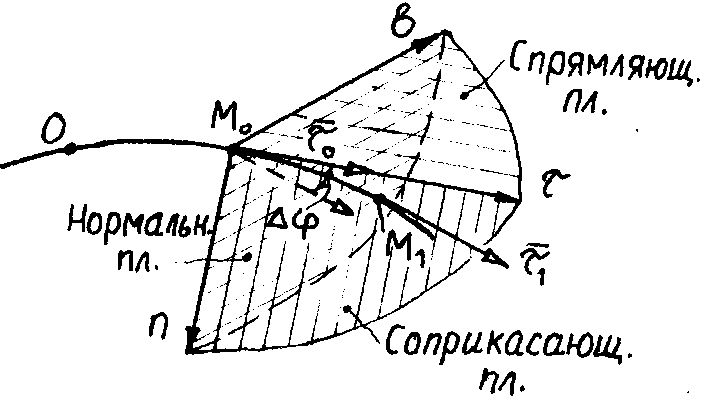 в
Спрямляющ.
пл.
M₀
O
τ̄₀
τ
Нормальн.
пл.
Δφ
M₁
τ̄₁
n
Соприкасающ.
пл.